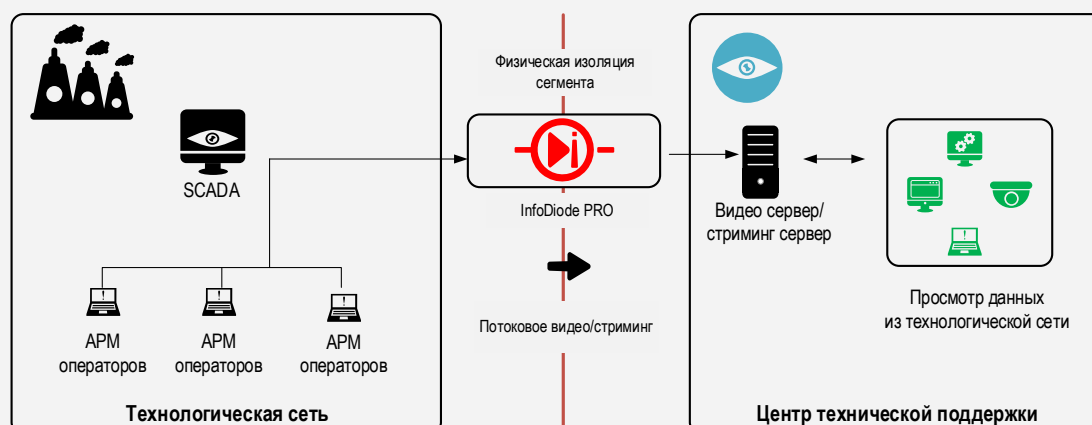 SCADA
АРМ
операторов
АРМ
операторов
АРМ
операторов
Технологическая сеть
Физическая изоляция
сегмента
InfoDiode PRO
Потоковое видео/стриминг
Видео сервер/
стриминг сервер
Просмотр данных
из технологической сети
Центр технической поддержки